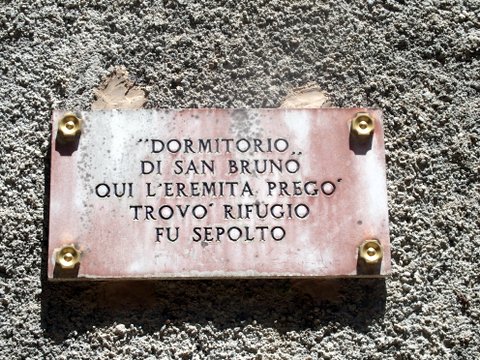 "DORMITORIO„
DI SAN BRUNO
QUI L'EREMITA PREGO'
TROVO' RIFUGIO
FU SEPOLTO